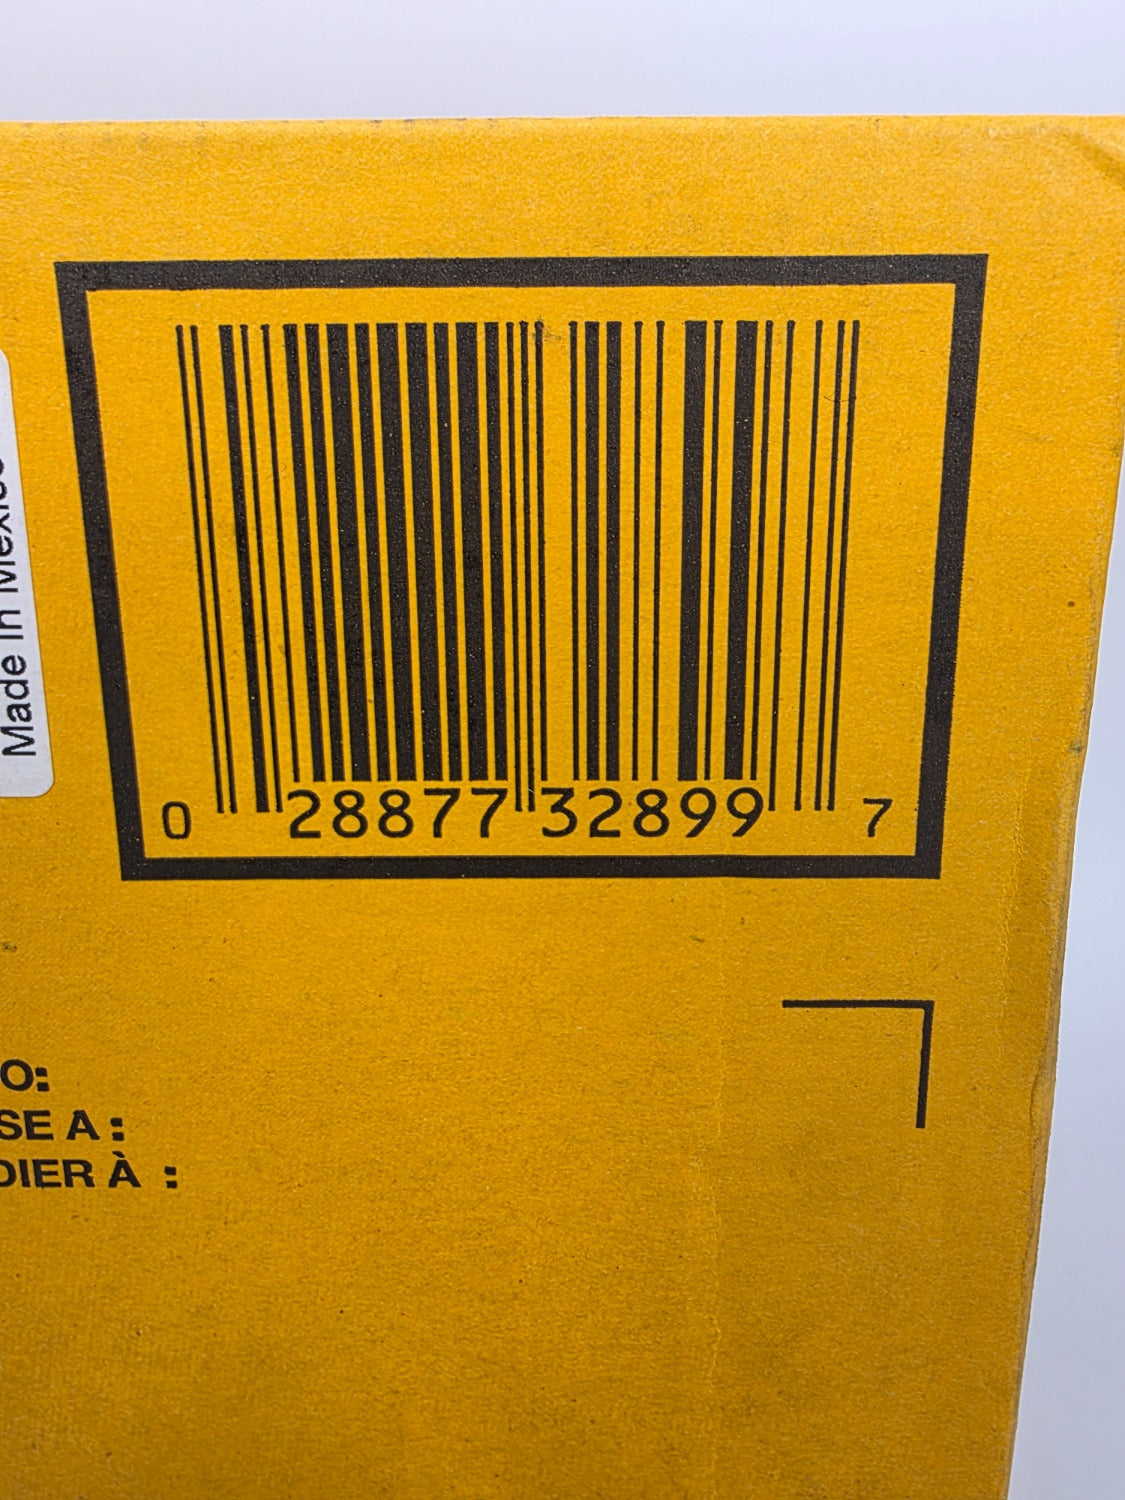 Made in Mexico
0 28877 32899 7
O:
SE A:
DIER À :